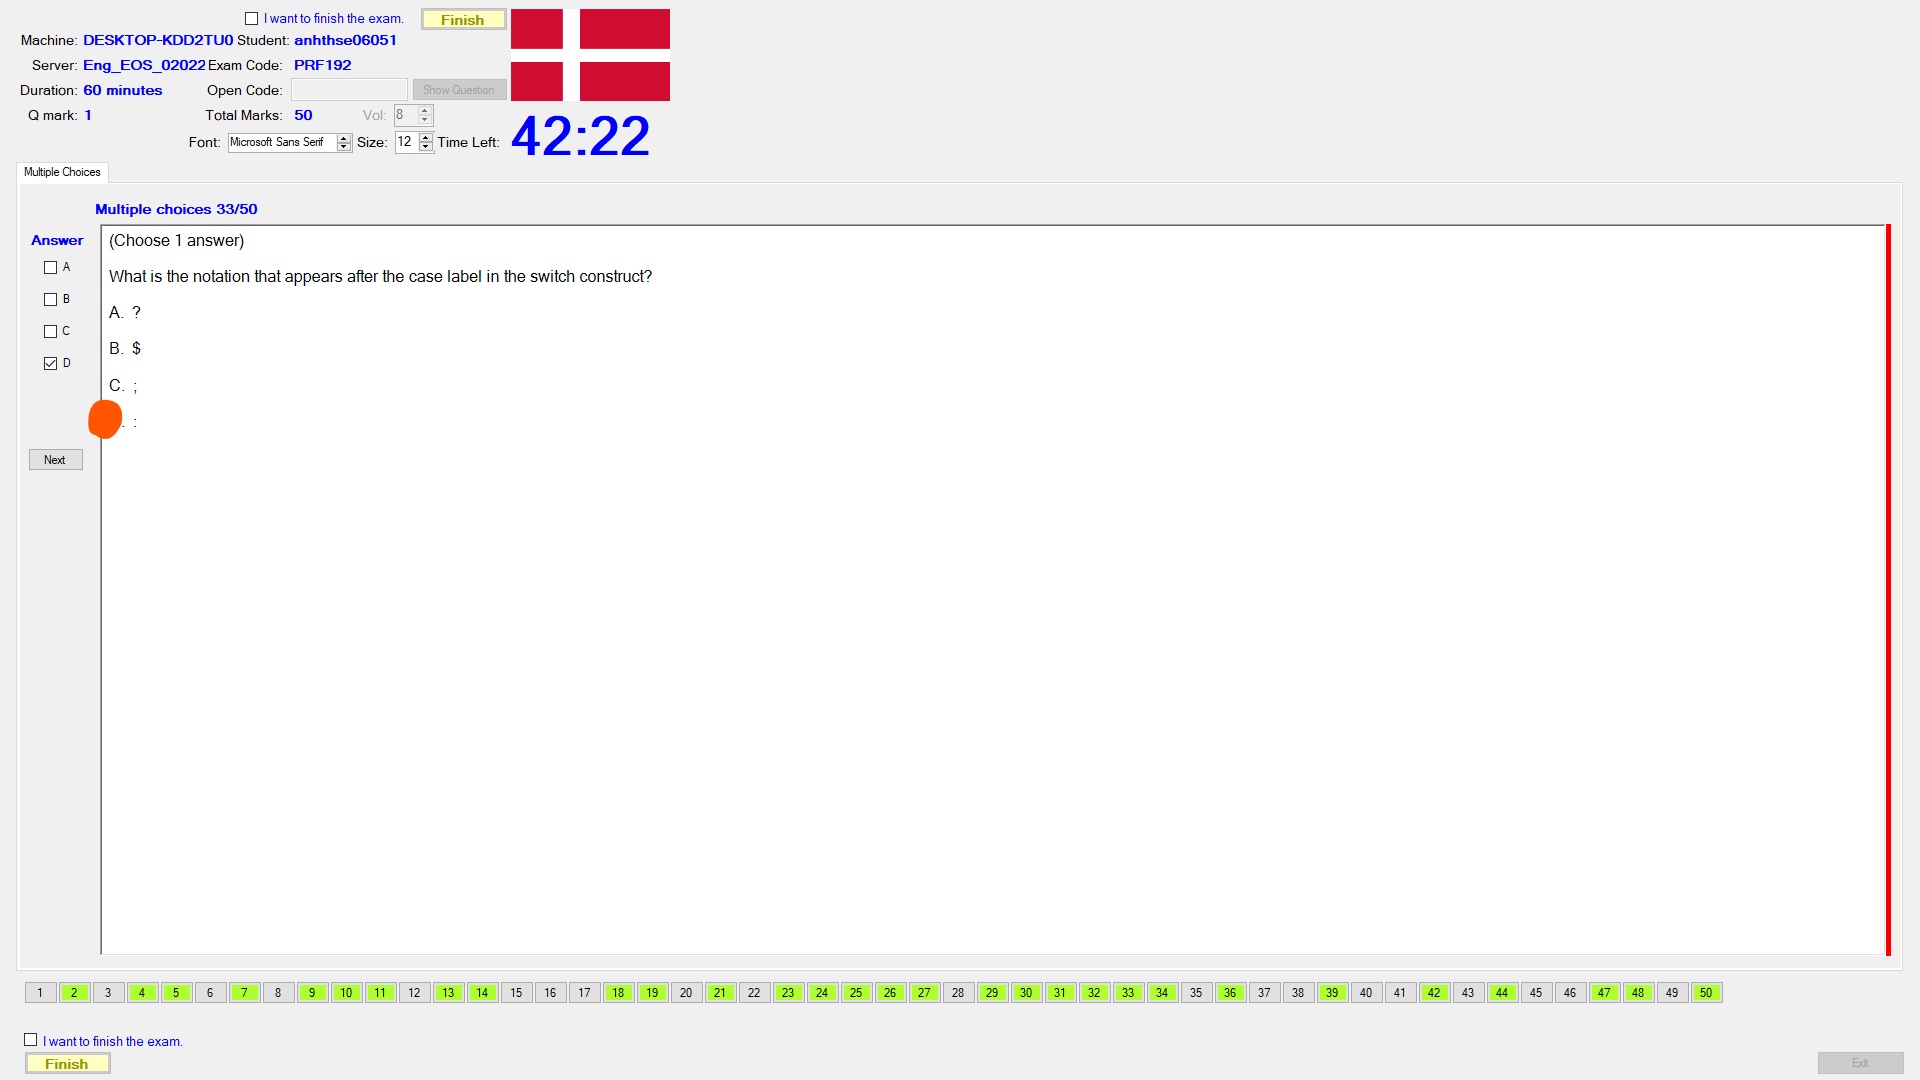 I want to finish the exam. Finish
Machine: DESKTOP-KDD2TU0 Student: anhthse06051
Server: Eng_EOS_02022 Exam Code: PRF192
Duration: 60 minutes Open Code: Show Question
Q mark: 1 Total Marks: 50 Vol: 8
Font: Microsoft Sans Serif Size: 12 Time Left: 42:22
Multiple Choices
Multiple choices 33/50
Answer
A
B
C
D
Next
(Choose 1 answer)
What is the notation that appears after the case label in the switch construct?
A. ?
B. $
C. ;
. :
1 2 3 4 5 6 7 8 9 10 11 12 13 14 15 16 17 18 19 20 21 22 23 24 25 26 27 28 29 30 31 32 33 34 35 36 37 38 39 40 41 42 43 44 45 46 47 48 49 50
I want to finish the exam.
Finish
Exit